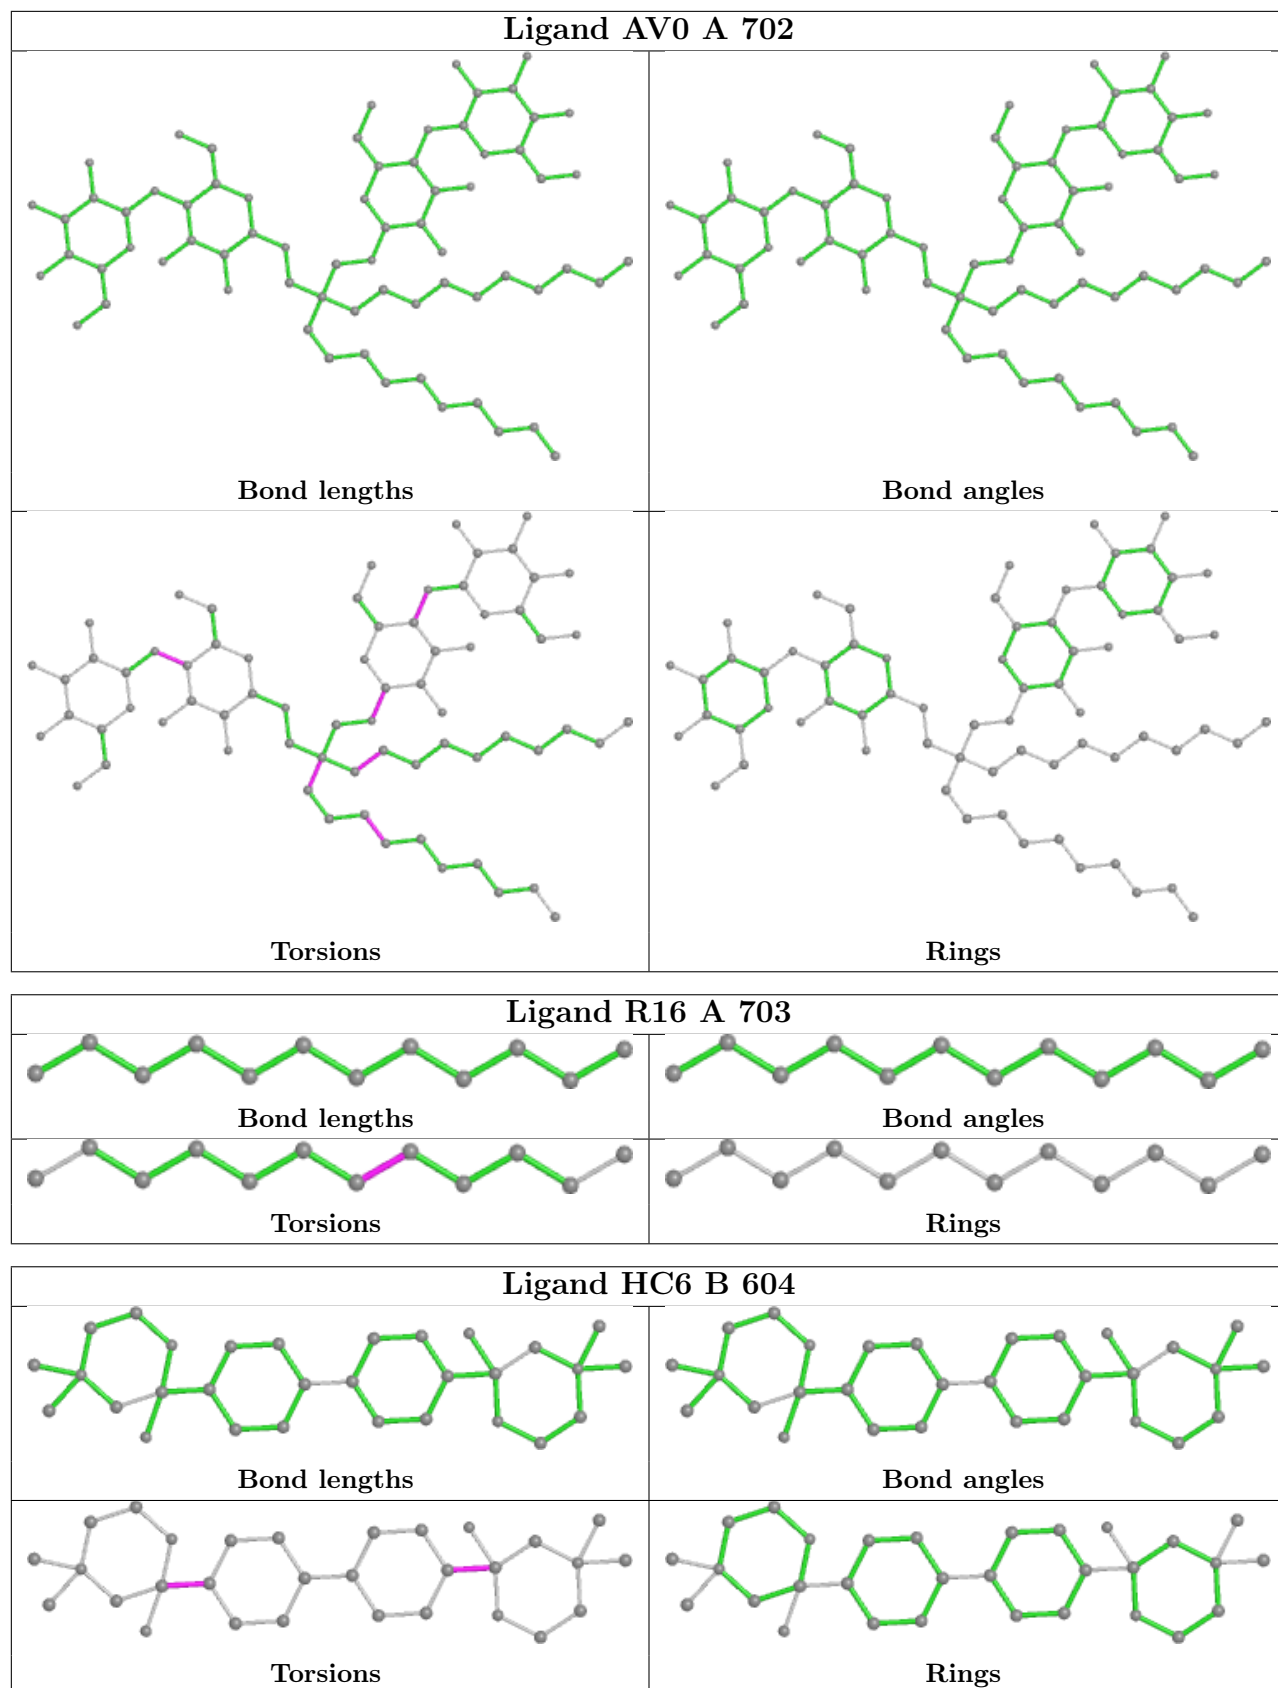 Ligand AV0 A 702
Bond lengths
Bond angles
Torsions
Rings
Ligand R16 A 703
Bond lengths
Bond angles
Torsions
Rings
Ligand HC6 B 604
Bond lengths
Bond angles
Torsions
Rings